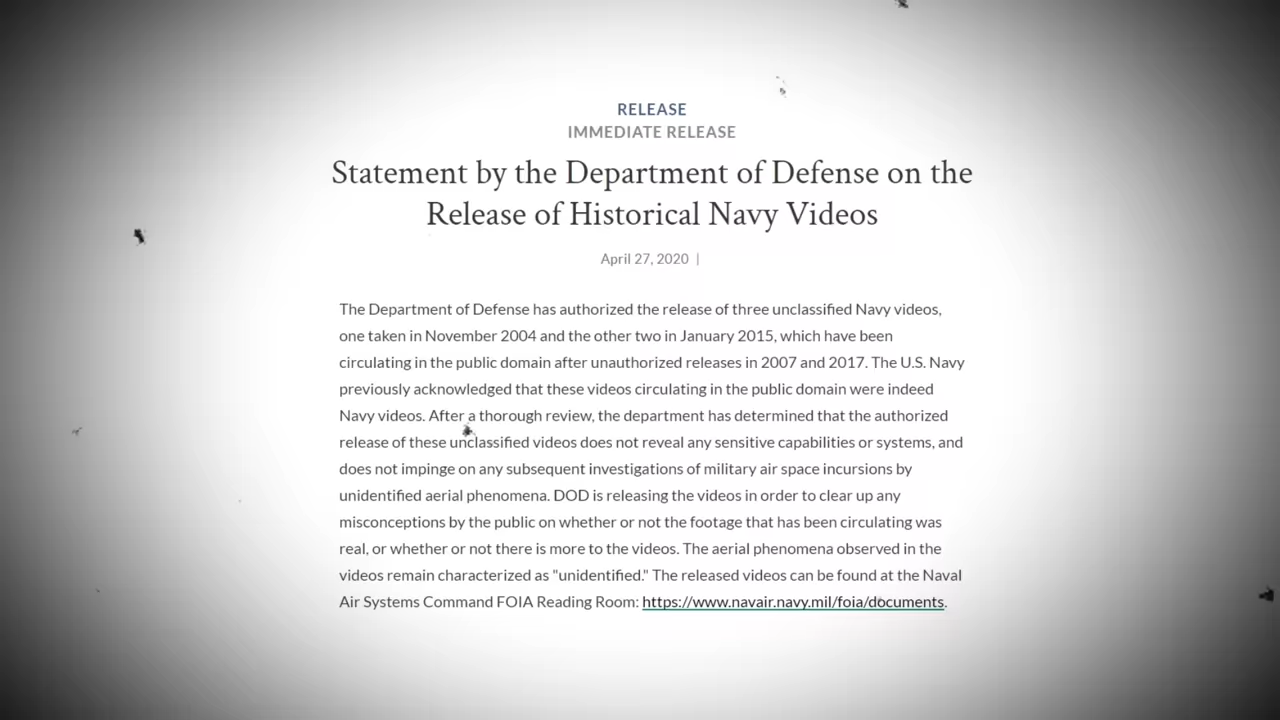 RELEASE
IMMEDIATE RELEASE
Statement by the Department of Defense on the
Release of Historical Navy Videos
April 27, 2020 |
The Department of Defense has authorized the release of three unclassified Navy videos,
one taken in November 2004 and the other two in January 2015, which have been
circulating in the public domain after unauthorized releases in 2007 and 2017. The U.S. Navy
previously acknowledged that these videos circulating in the public domain were indeed
Navy videos. After a thorough review, the department has determined that the authorized
release of these unclassified videos does not reveal any sensitive capabilities or systems, and
does not impinge on any subsequent investigations of military air space incursions by
unidentified aerial phenomena. DOD is releasing the videos in order to clear up any
misconceptions by the public on whether or not the footage that has been circulating was
real, or whether or not there is more to the videos. The aerial phenomena observed in the
videos remain characterized as "unidentified." The released videos can be found at the Naval
Air Systems Command FOIA Reading Room: https://www.navair.navy.mil/foia/documents.